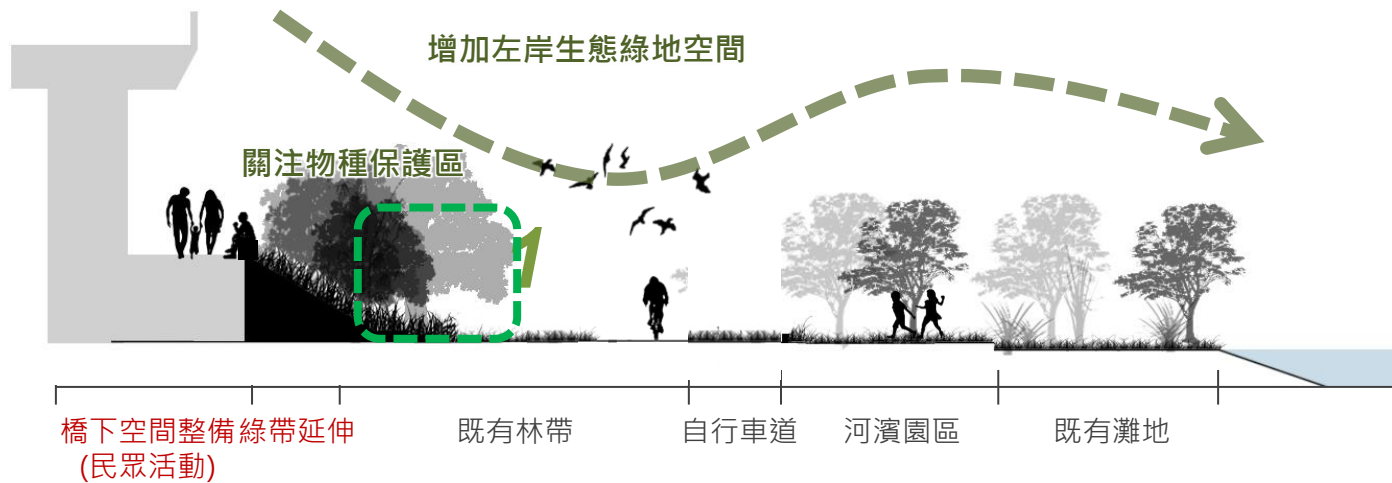 增加左岸生態綠地空間
關注物種保護區
1
橋下空間整備 綠帶延伸 既有林帶 自行車道 河濱園區 既有灘地
(民眾活動)